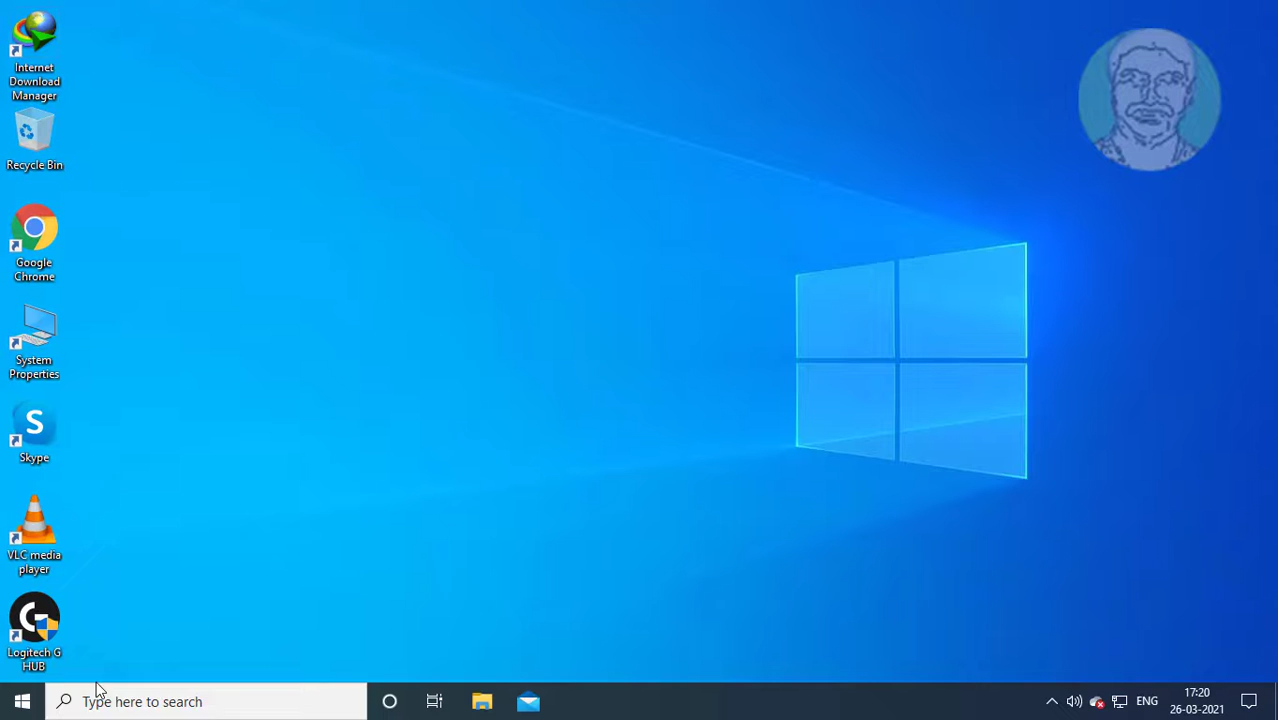 Internet
Download
Manager
Recycle Bin
Google
Chrome
System
Properties
S
Skype
VLC media
player
G
Logitech G
HUB
Type here to search
ENG
17:20
26-03-2021